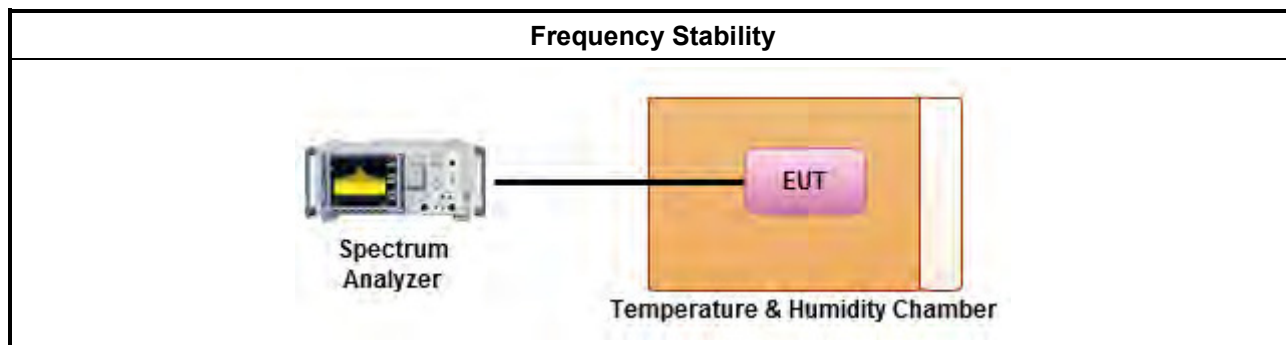 Frequency Stability
EUT
Spectrum
Analyzer
Temperature & Humidity Chamber